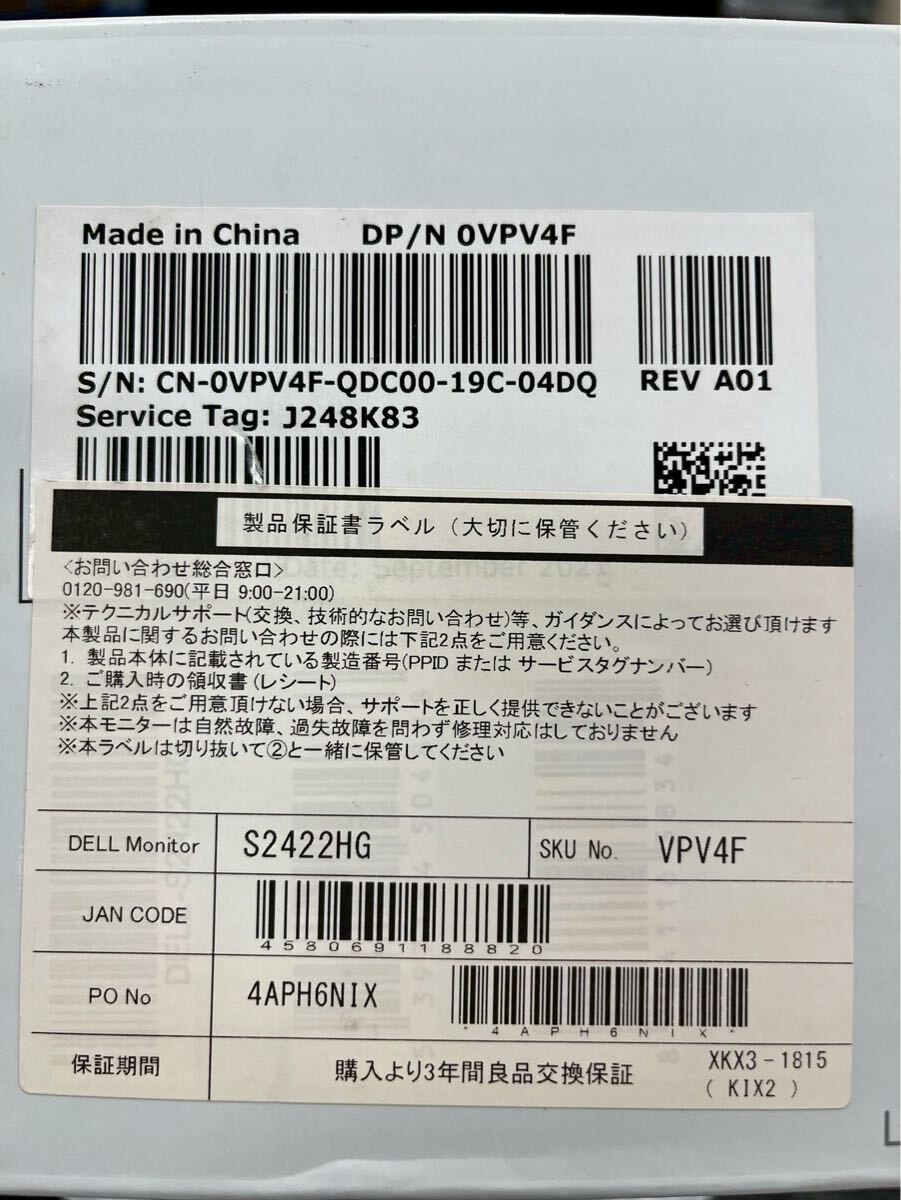 Made in China DP/N 0VPV4F
S/N: CN-0VPV4F-QDC00-19C-04DQ REV A01
Service Tag: J248K83
製品保証書ラベル（大切に保管ください）
Date: September 2021
<お問い合わせ総合窓口>
0120-981-690(平日 9:00-21:00)
※テクニカルサポート(交換、技術的なお問い合わせ)等、ガイダンスによってお選び頂けます
本製品に関するお問い合わせの際には下記2点をご用意ください。
1. 製品本体に記載されている製造番号(PPID または サービスタグナンバー)
2. ご購入時の領収書(レシート)
※上記2点をご用意頂けない場合、サポートを正しく提供できないことがございます
※本モニターは自然故障、過失故障を問わず修理対応はしておりません
※本ラベルは切り抜いて②と一緒に保管してください
DELL Monitor S2422HG SKU No. VPV4F
JAN CODE
4580691188820
PO No 4APH6NIX
*4APH6NIX*
保証期間 購入より3年間良品交換保証 XKX3-1815
( KIX2 )